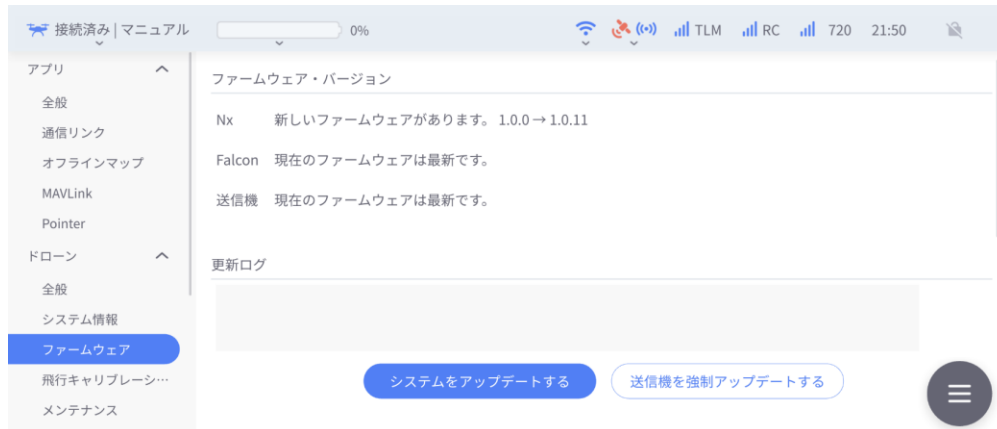 接続済み | マニュアル 0% TLM RC 720 21:50
アプリ
全般
通信リンク
オフラインマップ
MAVLink
Pointer
ドローン
全般
システム情報
ファームウェア
飛行キャリブレーシ…
メンテナンス
ファームウェア・バージョン
Nx 新しいファームウェアがあります。 1.0.0 → 1.0.11
Falcon 現在のファームウェアは最新です。
送信機 現在のファームウェアは最新です。
更新ログ
システムをアップデートする 送信機を強制アップデートする